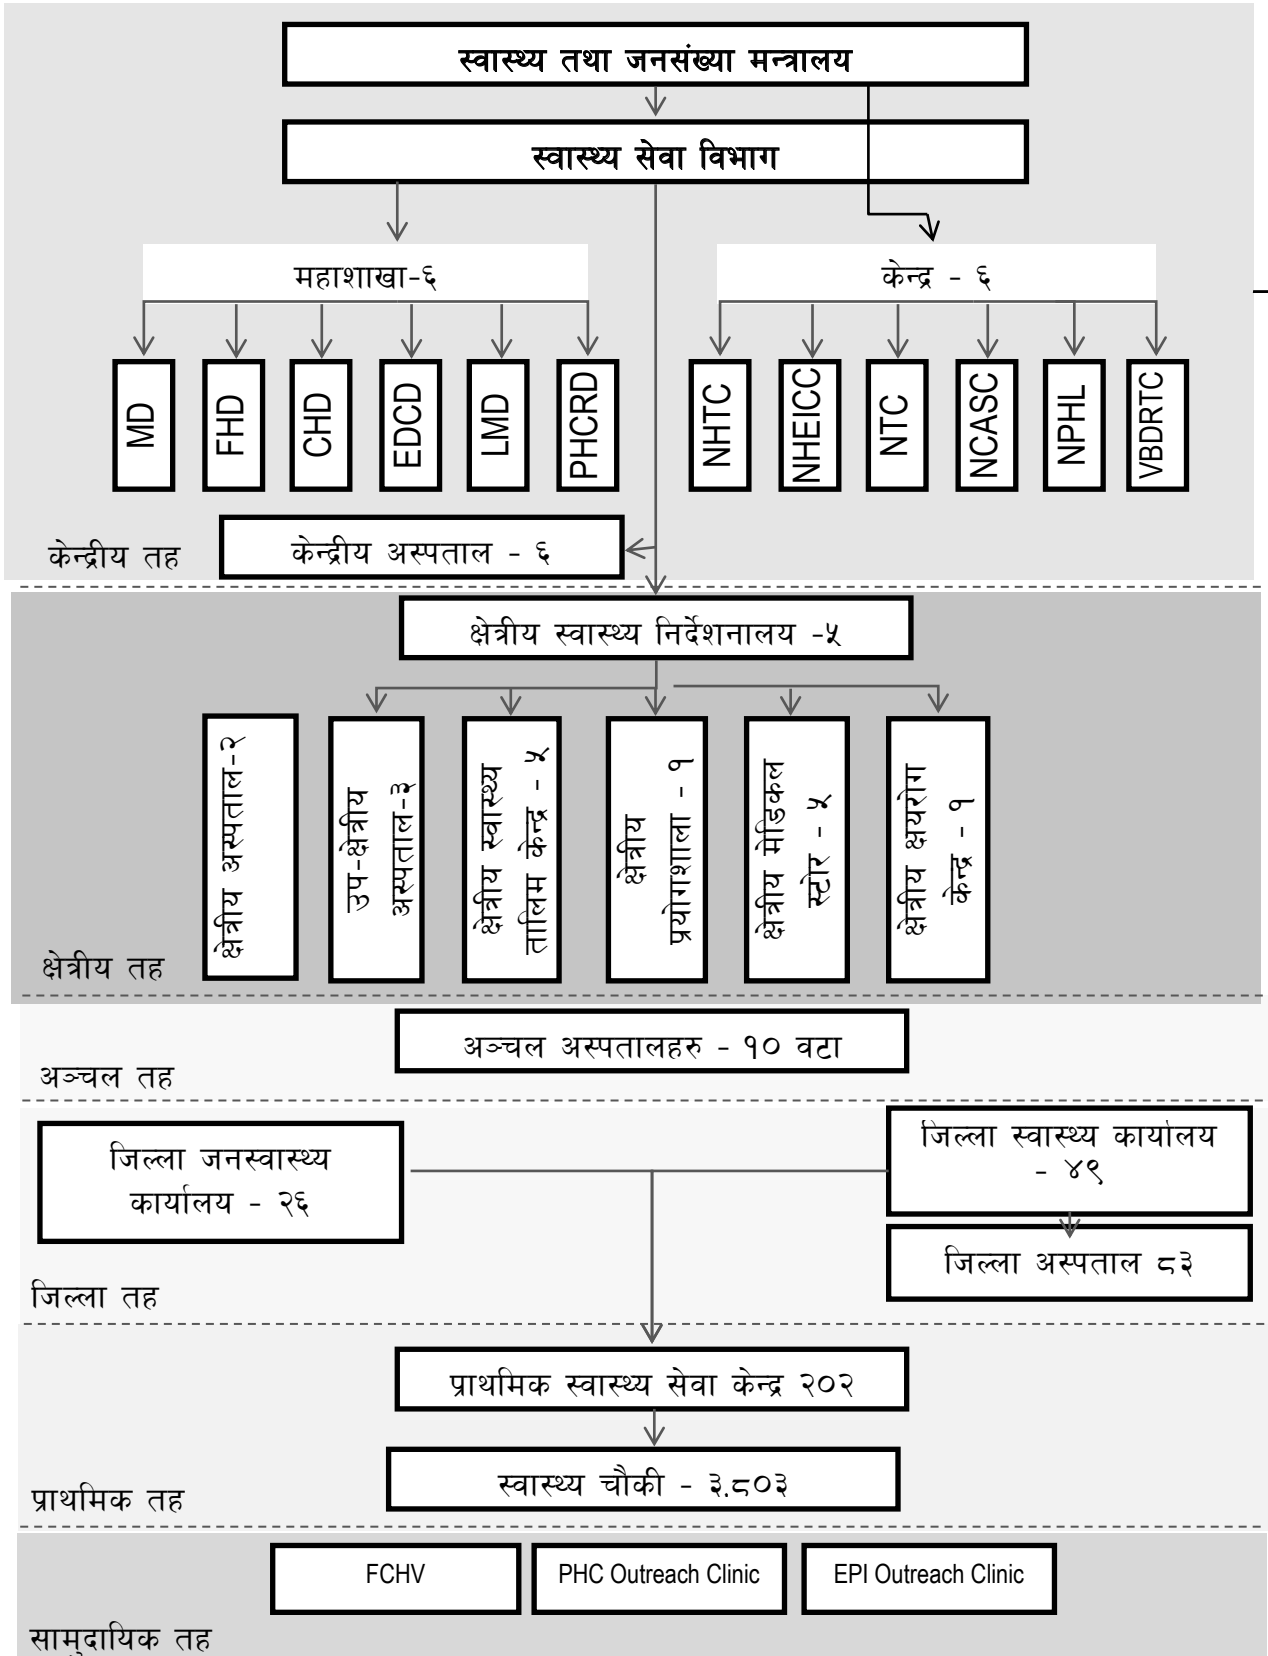 स्वास्थ्य तथा जनसंख्या मन्त्रालय
स्वास्थ्य सेवा विभाग
महाशाखा-६
केन्द्र - ६
MD
FHD
CHD
EDCD
LMD
PHCRD
NHTC
NHEICC
NTC
NCASC
NPHL
VBDRTC
केन्द्रीय अस्पताल - ६
केन्द्रीय तह
क्षेत्रीय स्वास्थ्य निर्देशनालय -५
क्षेत्रीय अस्पताल-२
उप-क्षेत्रीय
अस्पताल-३
क्षेत्रीय स्वास्थ्य
तालिम केन्द्र - ५
क्षेत्रीय
प्रयोगशाला - १
क्षेत्रीय मेडिकल
स्टोर - ५
क्षेत्रीय क्षयरोग
केन्द्र - १
क्षेत्रीय तह
अञ्चल अस्पतालहरु - १० वटा
अञ्चल तह
जिल्ला जनस्वास्थ्य
कार्यालय - २६
जिल्ला स्वास्थ्य कार्यालय
- ४९
जिल्ला अस्पताल ८३
जिल्ला तह
प्राथमिक स्वास्थ्य सेवा केन्द्र २०२
स्वास्थ्य चौकी - ३.८०३
प्राथमिक तह
FCHV
PHC Outreach Clinic
EPI Outreach Clinic
सामुदायिक तह